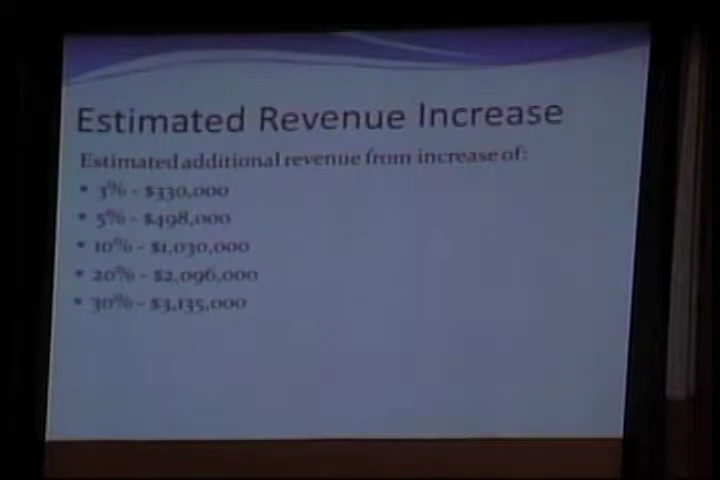 Estimated Revenue Increase
Estimated additional revenue from increase of:
• 3% - $330,000
• 5% - $498,000
• 10% - $1,030,000
• 20% - $2,096,000
• 30% - $3,135,000